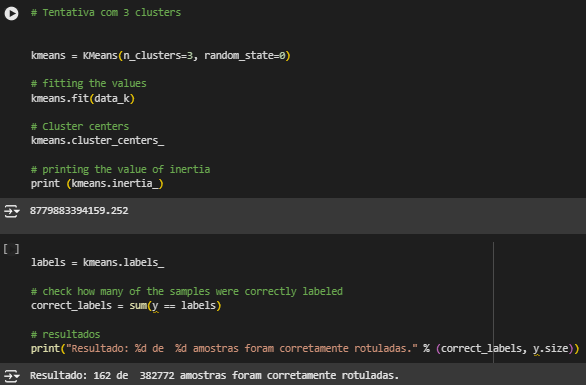 # Tentativa com 3 clusters
kmeans = KMeans(n_clusters=3, random_state=0)
# fitting the values
kmeans.fit(data_k)
# Cluster centers
kmeans.cluster_centers_
# printing the value of inertia
print (kmeans.inertia_)
8779883394159.252
[ ]
labels = kmeans.labels_
# check how many of the samples were correctly labeled
correct_labels = sum(y == labels)
# resultados
print("Resultado: %d de  %d amostras foram corretamente rotuladas." % (correct_labels, y.size))
Resultado: 162 de  382772 amostras foram corretamente rotuladas.